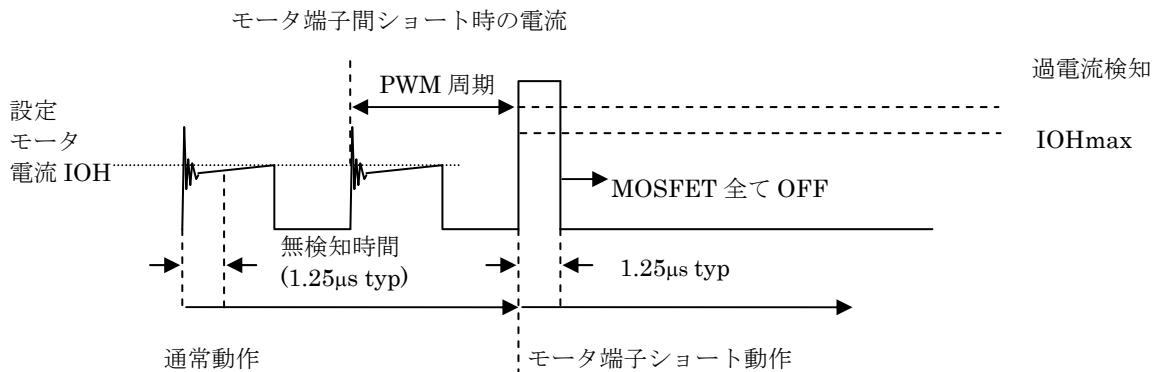 モータ端子間ショート時の電流
過電流検知
PWM 周期
設定
モータ
電流 IOH
IOHmax
MOSFET 全て OFF
無検知時間
(1.25μs typ)
1.25μs typ
通常動作
モータ端子ショート動作